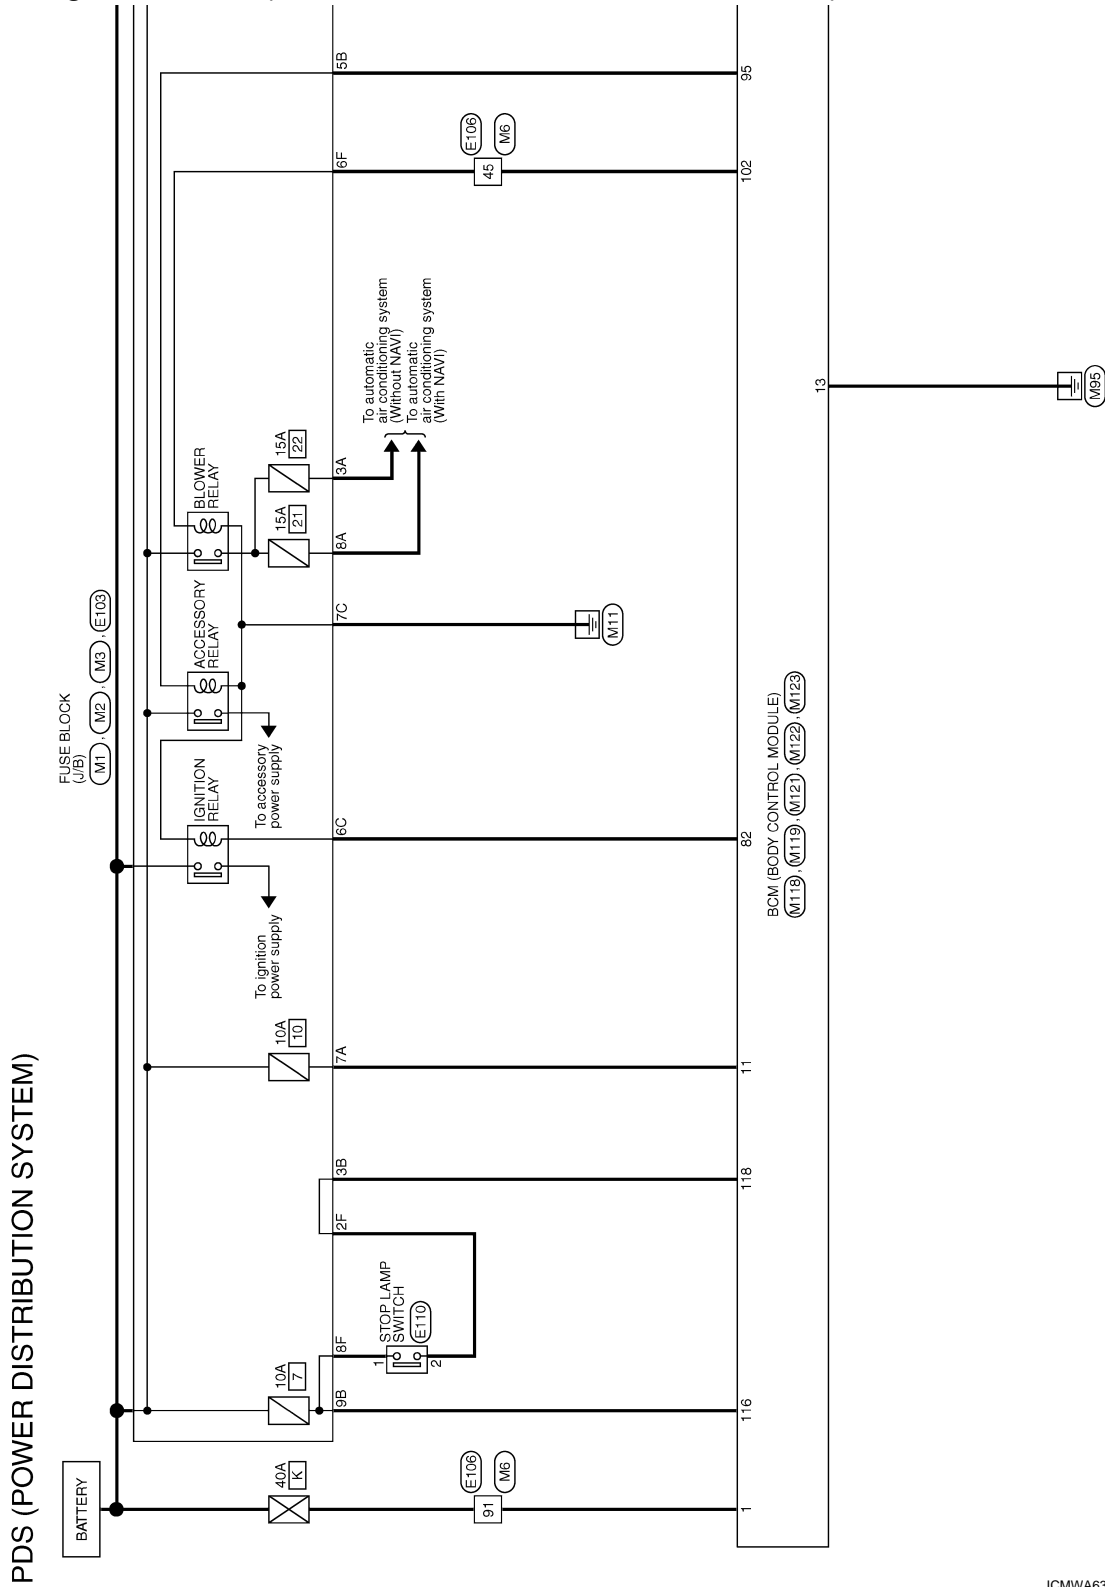 PDS (POWER DISTRIBUTION SYSTEM)
BATTERY
FUSE BLOCK
(J/B)
M1 , M2 , M3 , E103
40A
K
10A
7
10A
10
IGNITION
RELAY
ACCESSORY
RELAY
BLOWER
RELAY
To ignition
power supply
To accessory
power supply
15A
21
15A
22
9B
8F
2F
3B
7A
6C
7C
8A
3A
6F
5B
STOP LAMP
SWITCH
E110
1
2
To automatic
air conditioning system
(Without NAVI)
To automatic
air conditioning system
(With NAVI)
E106
91
M6
M11
E106
45
M6
1
116
118
11
82
102
95
BCM (BODY CONTROL MODULE)
M118 , M119 , M121 , M122 , M123
13
M95